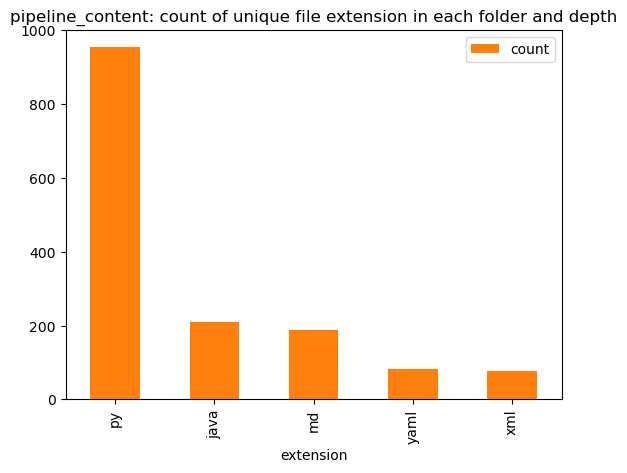 pipeline_content: count of unique file extension in each folder and depth
1000
800
600
400
200
0
count
py
java
md
yaml
xml
extension